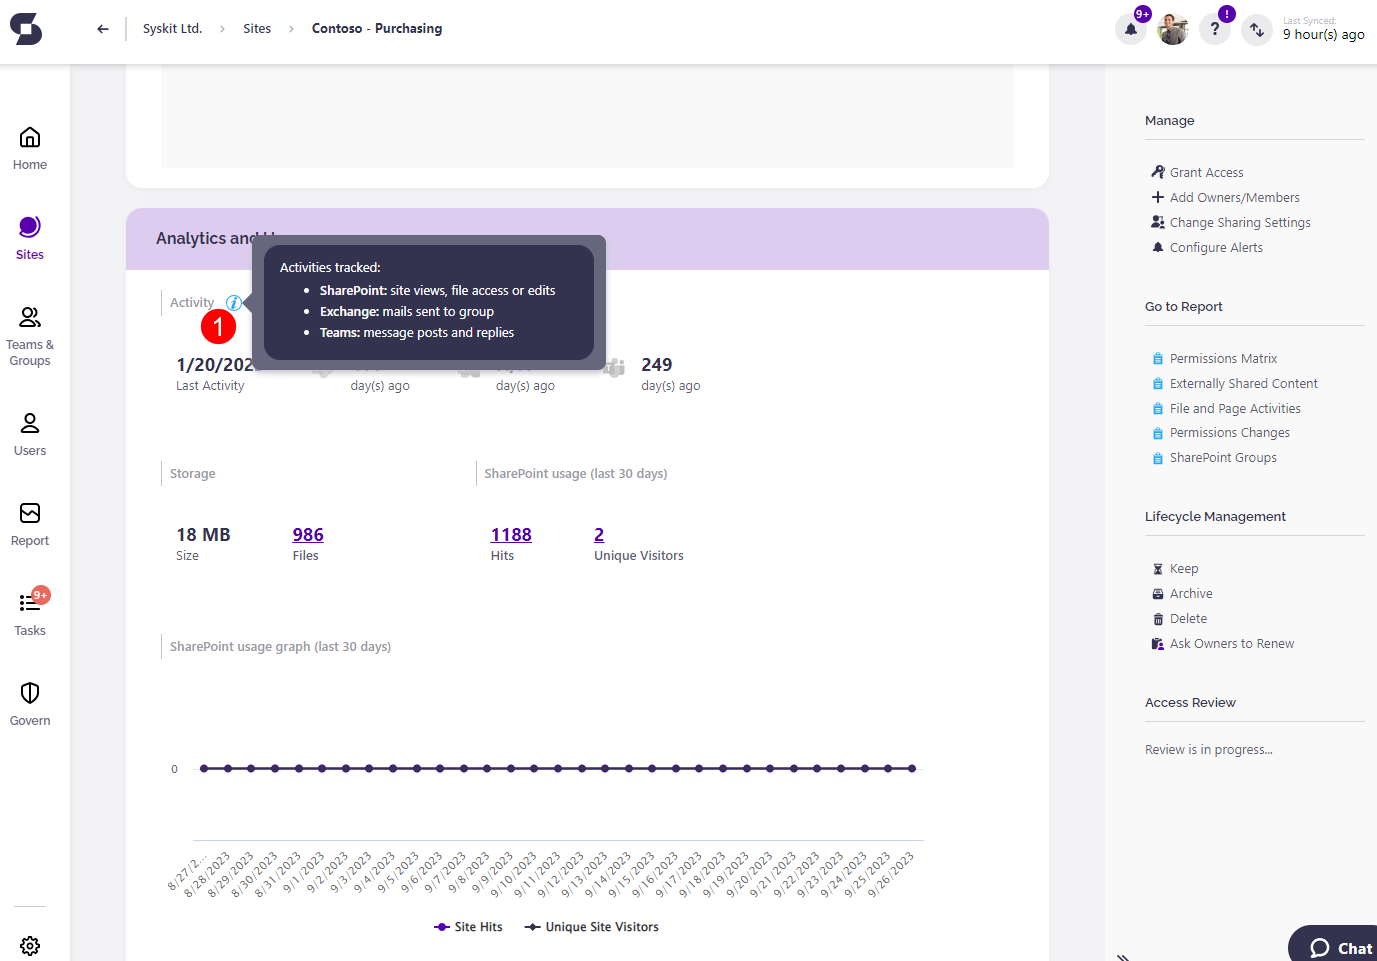 Syskit Ltd. > Sites > Contoso - Purchasing
9+
!
Last Synced:
9 hour(s) ago
Home
Sites
Teams &
Groups
Users
Report
9+
Tasks
Govern
Analytics and
Activities tracked:
• SharePoint: site views, file access or edits
• Exchange: mails sent to group
• Teams: message posts and replies
Activity
1
1/20/202
Last Activity
day(s) ago
day(s) ago
249
day(s) ago
Storage
18 MB
Size
986
Files
SharePoint usage (last 30 days)
1188
Hits
2
Unique Visitors
SharePoint usage graph (last 30 days)
0
8/27/2...
8/28/2023
8/29/2023
8/30/2023
8/31/2023
9/1/2023
9/2/2023
9/3/2023
9/4/2023
9/5/2023
9/6/2023
9/7/2023
9/8/2023
9/9/2023
9/10/2023
9/11/2023
9/12/2023
9/13/2023
9/14/2023
9/15/2023
9/16/2023
9/17/2023
9/18/2023
9/19/2023
9/20/2023
9/21/2023
9/22/2023
9/23/2023
9/24/2023
9/25/2023
9/26/2023
Site Hits
Unique Site Visitors
Manage
Grant Access
Add Owners/Members
Change Sharing Settings
Configure Alerts
Go to Report
Permissions Matrix
Externally Shared Content
File and Page Activities
Permissions Changes
SharePoint Groups
Lifecycle Management
Keep
Archive
Delete
Ask Owners to Renew
Access Review
Review is in progress...
Chat